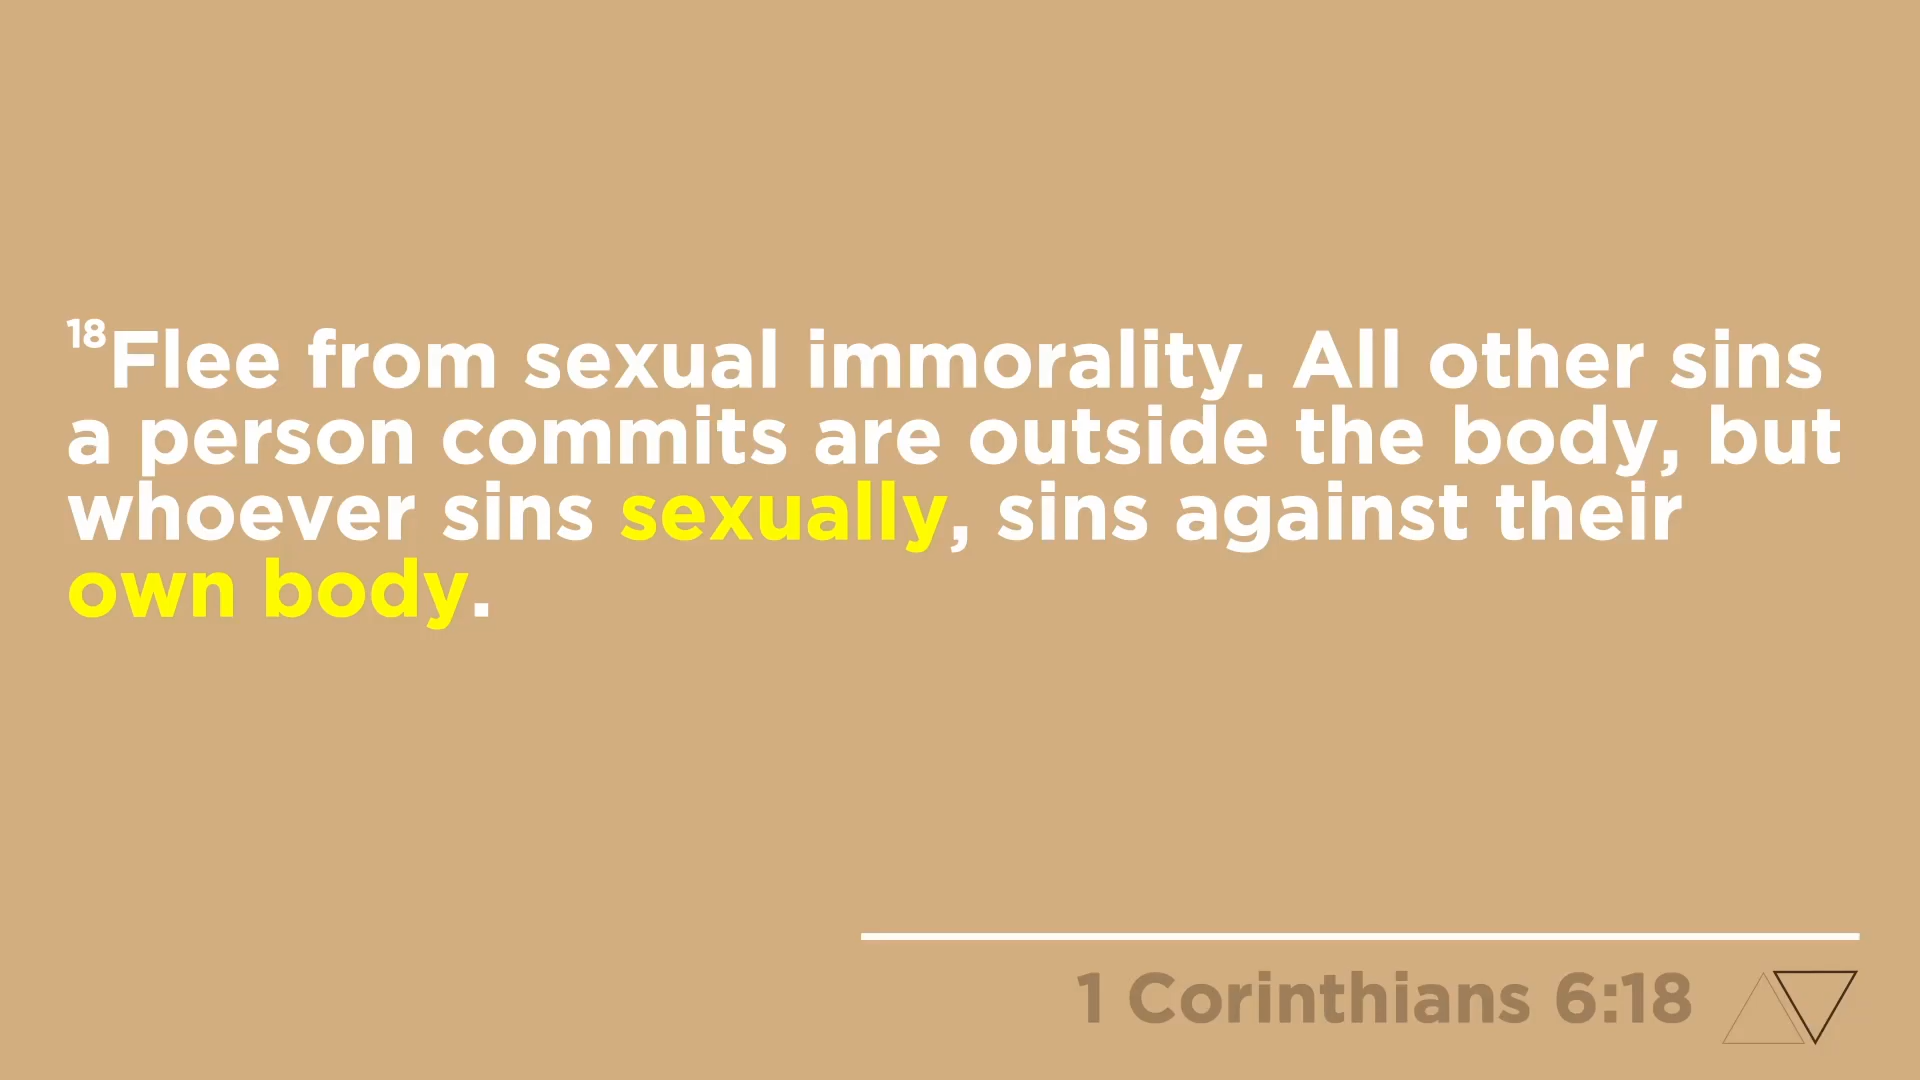 18Flee from sexual immorality. All other sins
a person commits are outside the body, but
whoever sins sexually, sins against their
own body.
1 Corinthians 6:18